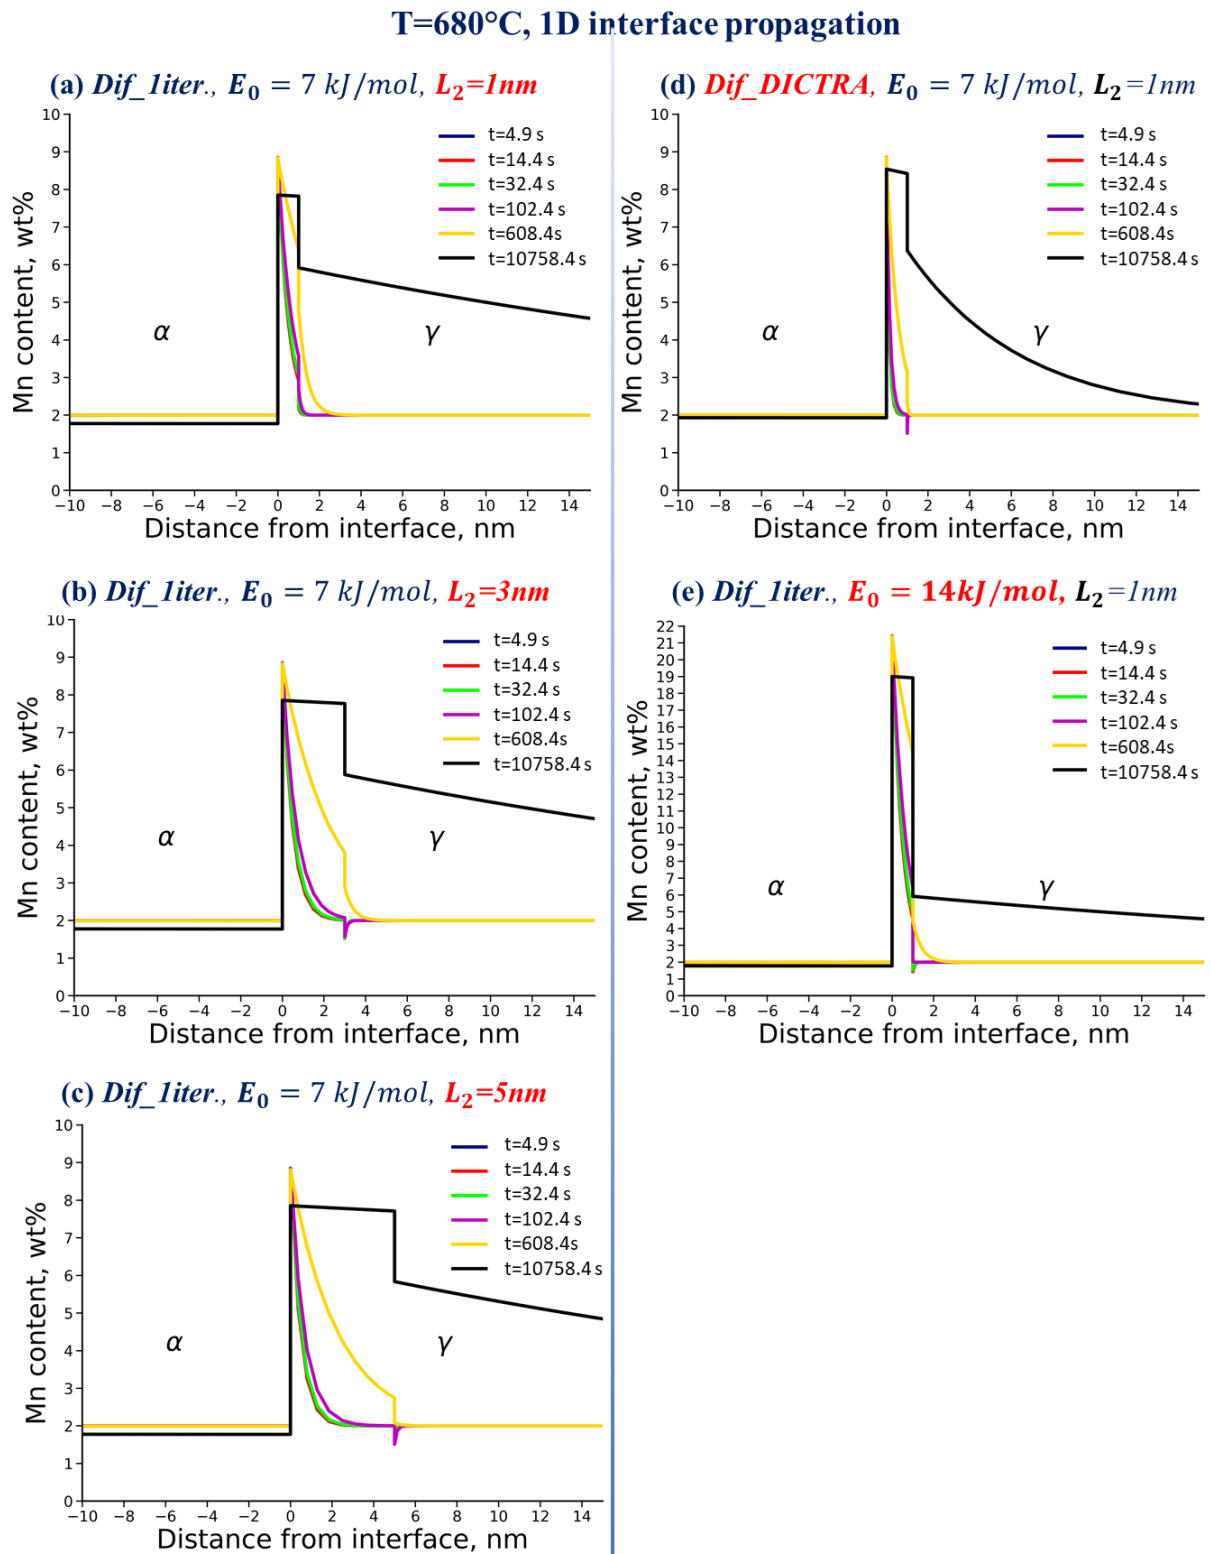 T=680°C, 1D interface propagation
(a) Dif_1iter., E₀ = 7 kJ/mol, L₂=1nm
10
9
8
7
6
5
4
3
2
1
0
Mn content, wt%
t=4.9 s
t=14.4 s
t=32.4 s
t=102.4 s
t=608.4s
t=10758.4 s
α
γ
−10 −8 −6 −4 −2 0 2 4 6 8 10 12 14
Distance from interface, nm
(d) Dif_DICTRA, E₀ = 7 kJ/mol, L₂=1nm
10
9
8
7
6
5
4
3
2
1
0
Mn content, wt%
t=4.9 s
t=14.4 s
t=32.4 s
t=102.4 s
t=608.4s
t=10758.4 s
α
γ
−10 −8 −6 −4 −2 0 2 4 6 8 10 12 14
Distance from interface, nm
(b) Dif_1iter., E₀ = 7 kJ/mol, L₂=3nm
10
9
8
7
6
5
4
3
2
1
0
Mn content, wt%
t=4.9 s
t=14.4 s
t=32.4 s
t=102.4 s
t=608.4s
t=10758.4 s
α
γ
−10 −8 −6 −4 −2 0 2 4 6 8 10 12 14
Distance from interface, nm
(e) Dif_1iter., E₀ = 14kJ/mol, L₂=1nm
22
21
20
19
18
17
16
15
14
13
12
11
10
9
8
7
6
5
4
3
2
1
0
Mn content, wt%
t=4.9 s
t=14.4 s
t=32.4 s
t=102.4 s
t=608.4s
t=10758.4 s
α
γ
−10 −8 −6 −4 −2 0 2 4 6 8 10 12 14
Distance from interface, nm
(c) Dif_1iter., E₀ = 7 kJ/mol, L₂=5nm
10
9
8
7
6
5
4
3
2
1
0
Mn content, wt%
t=4.9 s
t=14.4 s
t=32.4 s
t=102.4 s
t=608.4s
t=10758.4 s
α
γ
−10 −8 −6 −4 −2 0 2 4 6 8 10 12 14
Distance from interface, nm